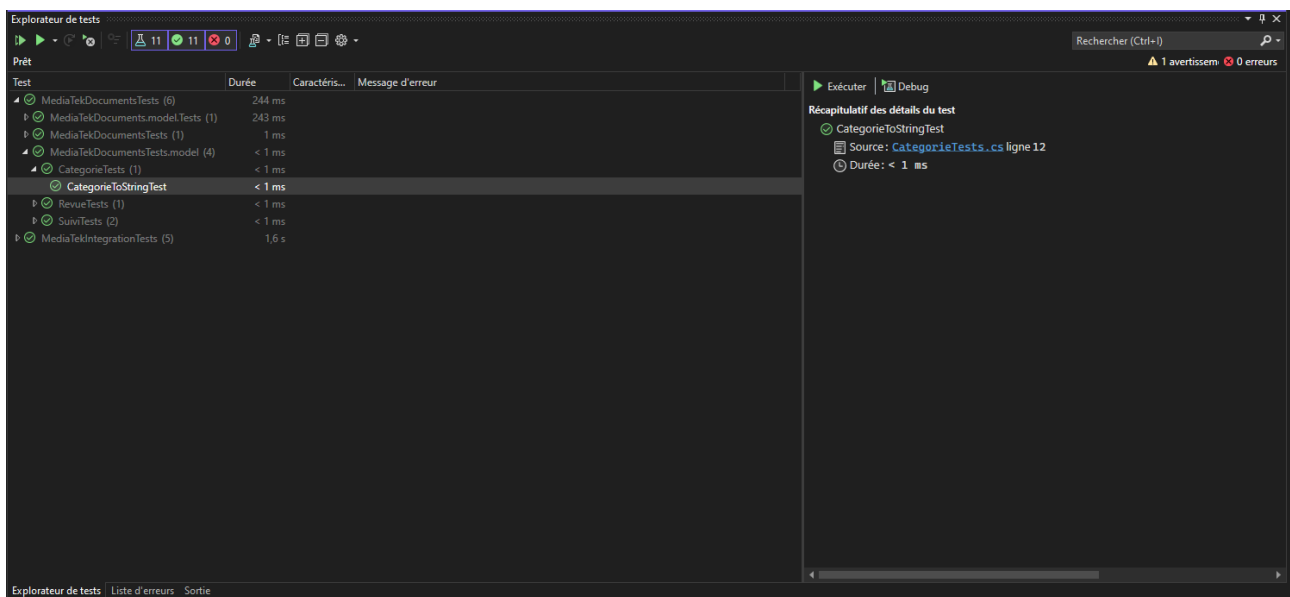 Explorateur de tests
11 11 0
Rechercher (Ctrl+I)
Prêt
1 avertissem 0 erreurs
Test Durée Caractéris... Message d'erreur
MediaTekDocumentsTests (6) 244 ms
MediaTekDocuments.model.Tests (1) 243 ms
MediaTekDocumentsTests (1) 1 ms
MediaTekDocumentsTests.model (4) < 1 ms
CategorieTests (1) < 1 ms
CategorieToStringTest < 1 ms
RevueTests (1) < 1 ms
SuiviTests (2) < 1 ms
MediaTekIntegrationTests (5) 1,6 s
Exécuter Debug
Récapitulatif des détails du test
CategorieToStringTest
Source : CategorieTests.cs ligne 12
Durée : < 1 ms
Explorateur de tests Liste d'erreurs Sortie